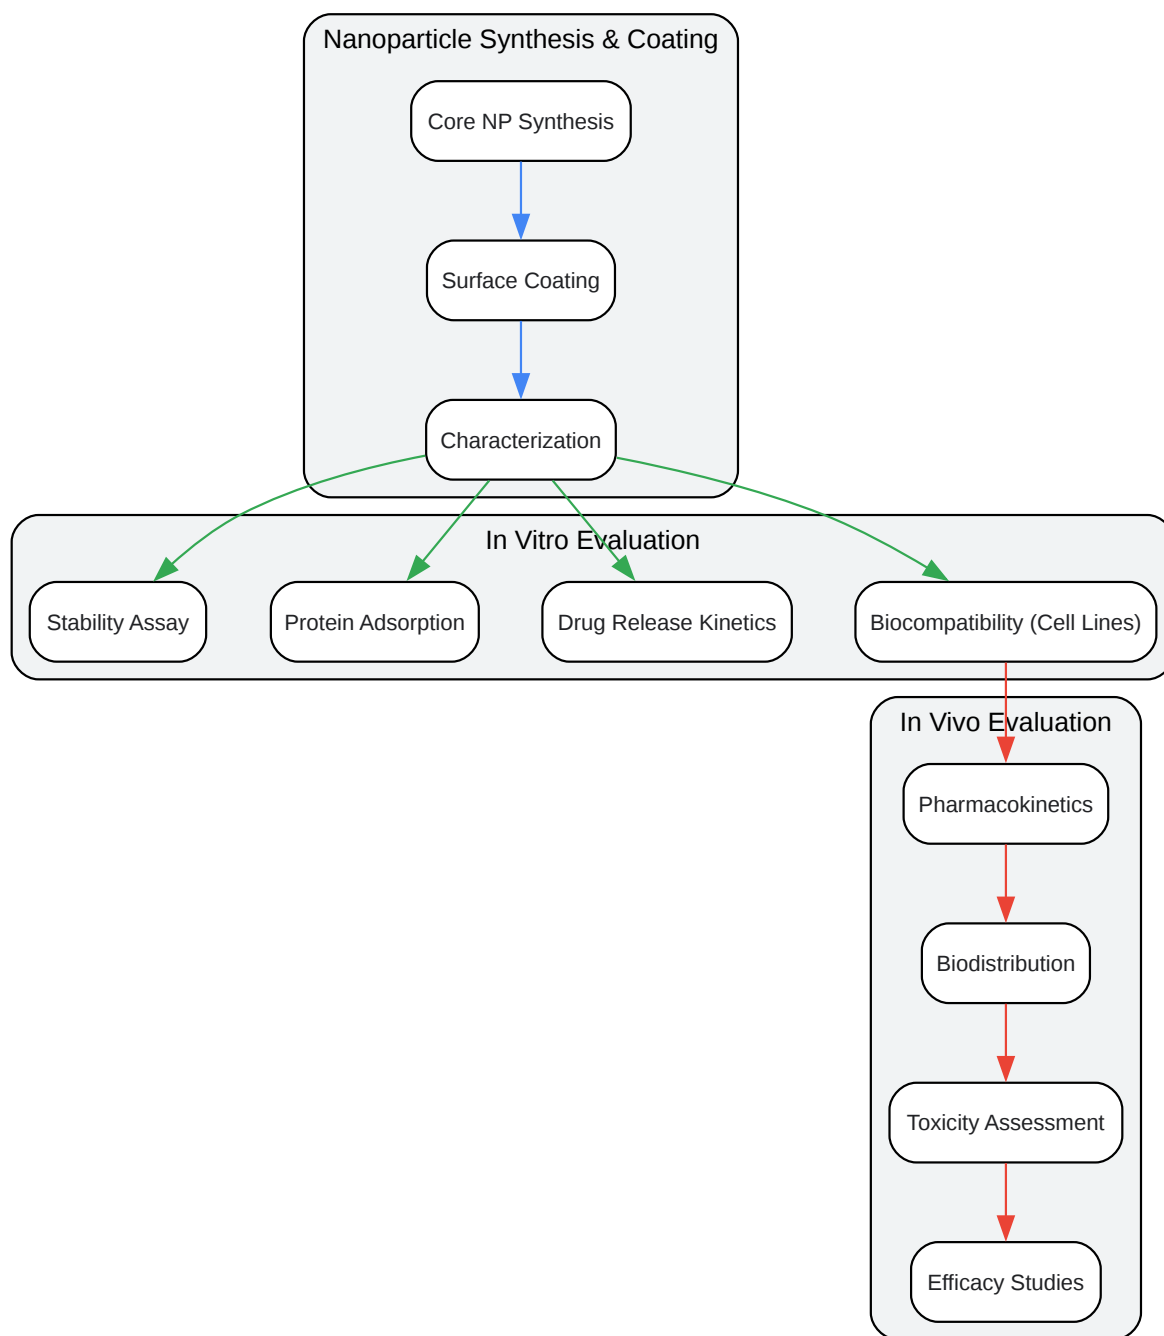 Nanoparticle Synthesis & Coating
Core NP Synthesis
Surface Coating
Characterization
In Vitro Evaluation
Stability Assay
Protein Adsorption
Drug Release Kinetics
Biocompatibility (Cell Lines)
In Vivo Evaluation
Pharmacokinetics
Biodistribution
Toxicity Assessment
Efficacy Studies